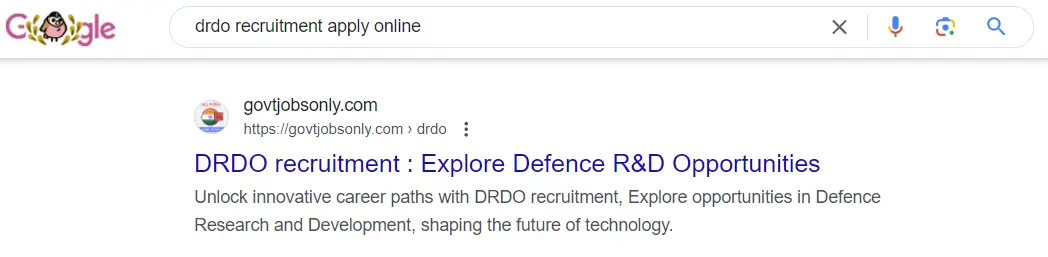 Google
drdo recruitment apply online
govtjobsonly.com
https://govtjobsonly.com › drdo
DRDO recruitment : Explore Defence R&D Opportunities
Unlock innovative career paths with DRDO recruitment, Explore opportunities in Defence
Research and Development, shaping the future of technology.